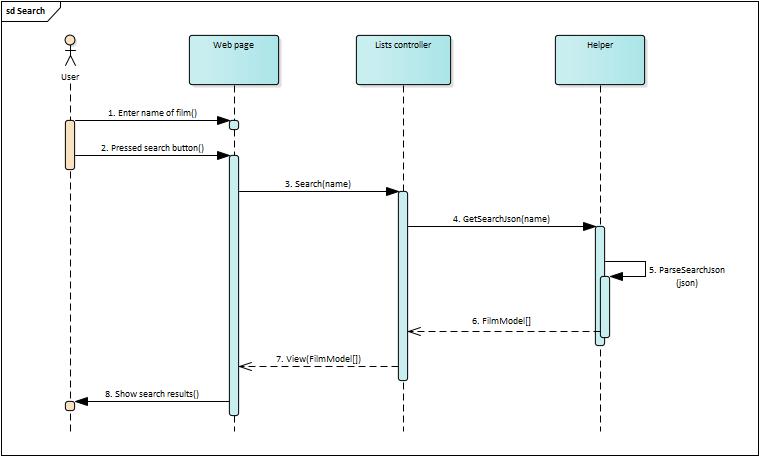 sd Search
User
Web page
Lists controller
Helper
1. Enter name of film()
2. Pressed search button()
3. Search(name)
4. GetSearchJson(name)
5. ParseSearchJson
(json)
6. FilmModel[]
7. View(FilmModel[])
8. Show search results()